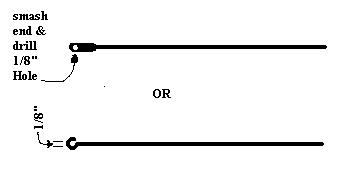 smash
end &
drill
1/8"
Hole
OR
1/8"